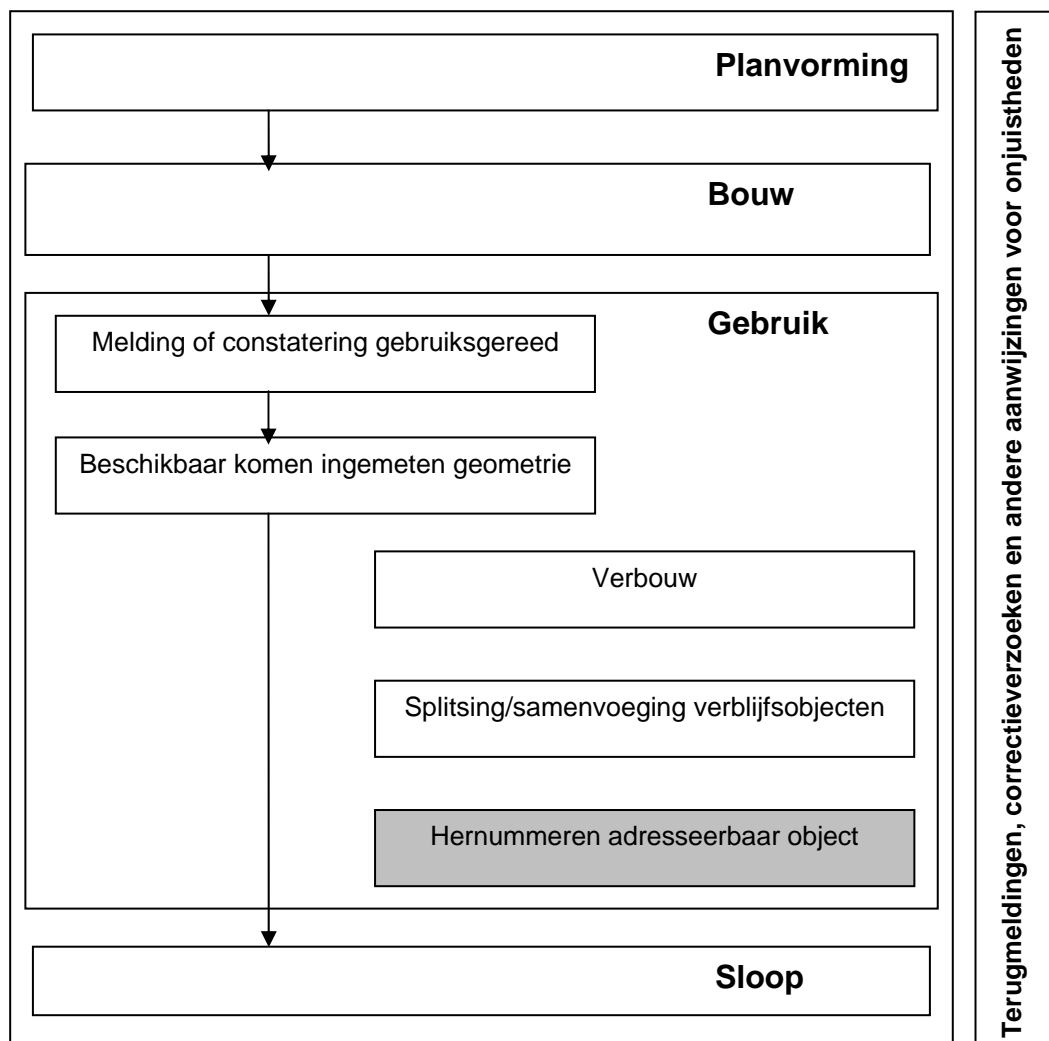 Planvorming
Bouw
Gebruik
Melding of constatering gebruiksgereed
Beschikbaar komen ingemeten geometrie
Verbouw
Splitsing/samenvoeging verblijfsobjecten
Hernummeren adresseerbaar object
Sloop
Terugmeldingen, correctieverzoeken en andere aanwijzingen voor onjuistheden